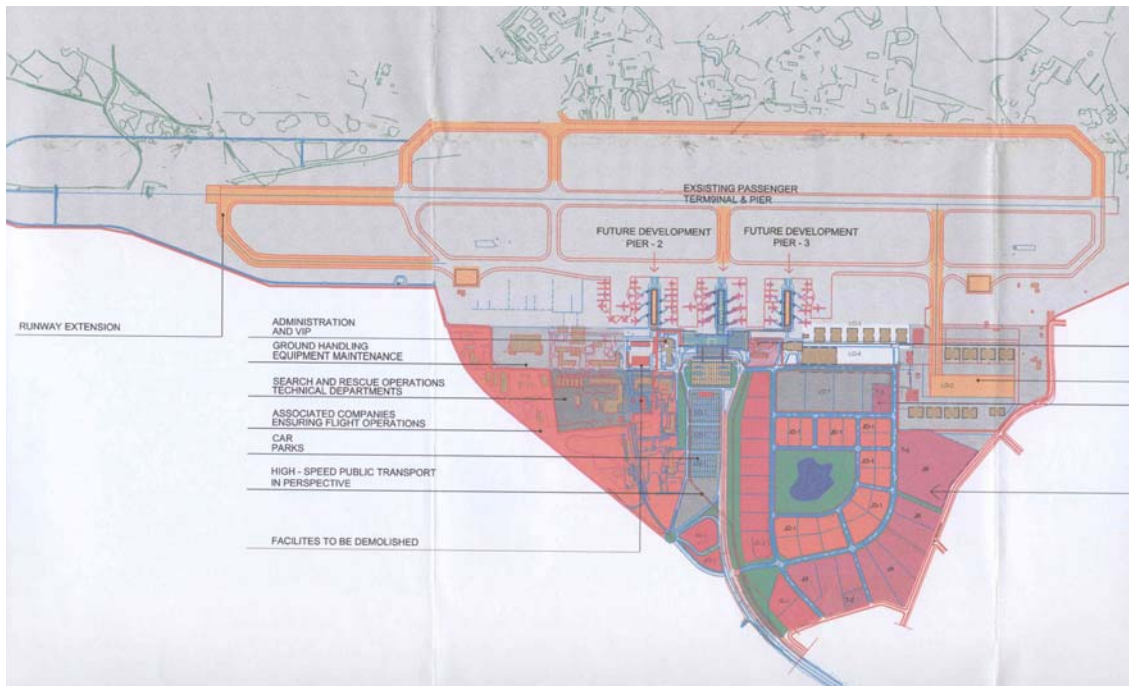 EXSISTING PASSENGER
TERM9INAL & PIER
FUTURE DEVELOPMENT
PIER - 2
FUTURE DEVELOPMENT
PIER - 3
RUNWAY EXTENSION
ADMINISTRATION
AND VIP
GROUND HANDLING
EQUIPMENT MAINTENANCE
SEARCH AND RESCUE OPERATIONS
TECHNICAL DEPARTMENTS
ASSOCIATED COMPANIES
ENSURING FLIGHT OPERATIONS
CAR
PARKS
HIGH - SPEED PUBLIC TRANSPORT
IN PERSPECTIVE
FACILITES TO BE DEMOLISHED